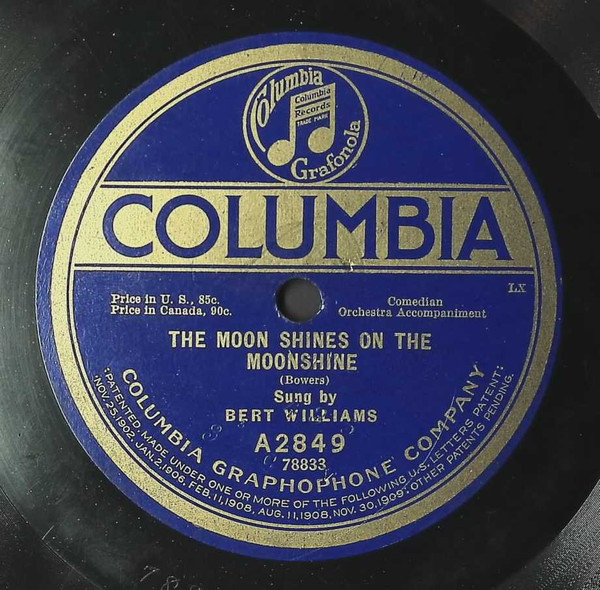 Columbia
Columbia
Records
TRADE MARK
Grafonola
COLUMBIA
LX
Price in U. S., 85c.
Price in Canada, 90c.
Comedian
Orchestra Accompaniment
THE MOON SHINES ON THE
MOONSHINE
(Bowers)
Sung by
BERT WILLIAMS
A2849
78833
COLUMBIA GRAPHOPHONE COMPANY
PATENTED, MADE UNDER ONE OR MORE OF THE FOLLOWING U.S. LETTERS PATENT:
NOV. 25, 1902 JAN. 2, 1906, FEB. 11, 1908, AUG. 11, 1908, NOV. 30, 1909. OTHER PATENTS PENDING.